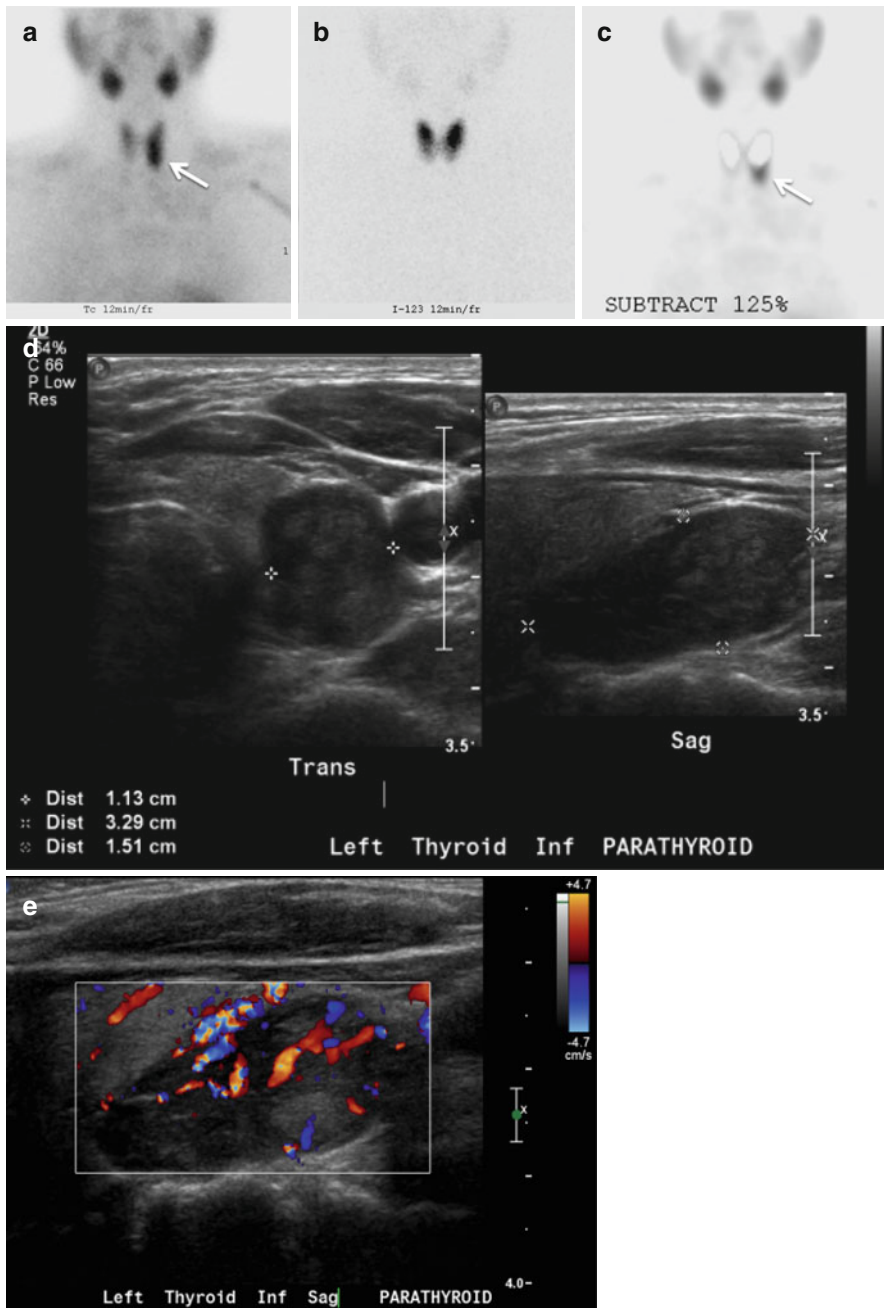 a
b
c
1
Tc 12min/fr
I-123 12min/fr
SUBTRACT 125%
d
2D
64%
C 66
P Low
Res
P
P
X
X
3.5
3.5
Trans
Sag
Dist 1.13 cm
Dist 3.29 cm
Dist 1.51 cm
Left Thyroid Inf PARATHYROID
e
+4.7
-4.7
cm/s
x
4.0
Left Thyroid Inf Sag PARATHYROID